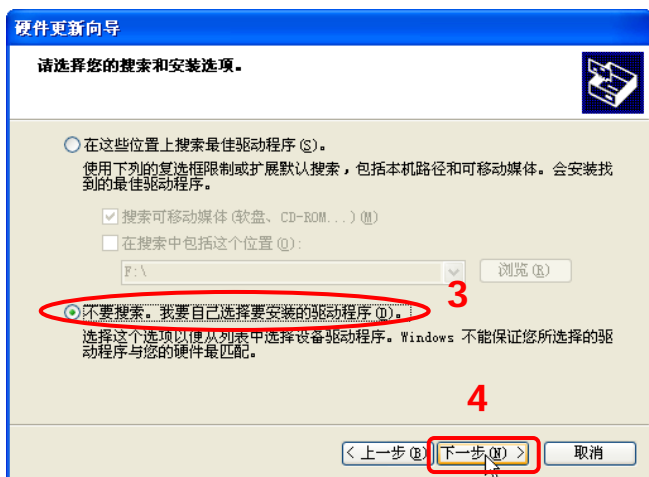 硬件更新向导
请选择您的搜索和安装选项。
在这些位置上搜索最佳驱动程序(S)。
使用下列的复选框限制或扩展默认搜索，包括本机路径和可移动媒体。会安装找
到的最佳驱动程序。
搜索可移动媒体(软盘、CD-ROM...)(M)
在搜索中包括这个位置(O):
F:\
浏览(R)
3
不要搜索。我要自己选择要安装的驱动程序(D)。
选择这个选项以便从列表中选择设备驱动程序。Windows 不能保证您所选择的驱
动程序与您的硬件最匹配。
4
< 上一步(B) 下一步(N) > 取消